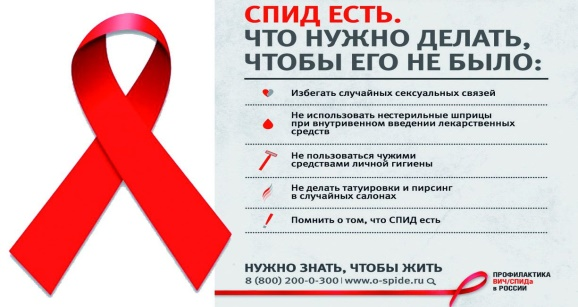 СПИД ЕСТЬ.
ЧТО НУЖНО ДЕЛАТЬ,
ЧТОБЫ ЕГО НЕ БЫЛО:
Избегать случайных сексуальных связей
Не использовать нестерильные шприцы
при внутривенном введении лекарственных
средств
Не пользоваться чужими
средствами личной гигиены
Не делать татуировки и пирсинг
в случайных салонах
Помнить о том, что СПИД есть
НУЖНО ЗНАТЬ, ЧТОБЫ ЖИТЬ
8 (800) 200-0-300 | www.o-spide.ru
ПРОФИЛАКТИКА
ВИЧ/СПИДа
в РОССИИ